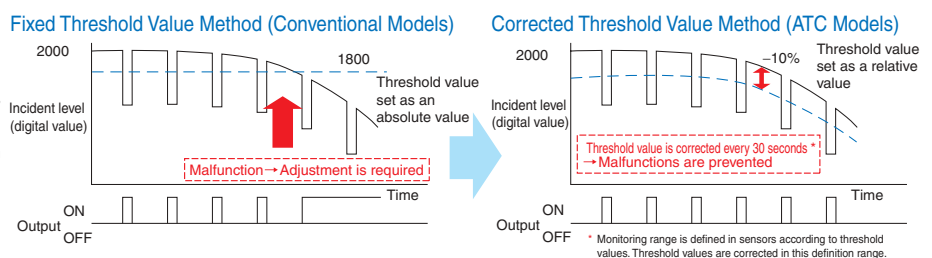 Fixed Threshold Value Method (Conventional Models)
2000
1800
Threshold value
set as an
absolute value
Incident level
(digital value)
Malfunction→Adjustment is required
Time
ON
Output
OFF
Corrected Threshold Value Method (ATC Models)
2000
−10%
Threshold value
set as a relative
value
Incident level
(digital value)
Threshold value is corrected every 30 seconds *
→Malfunctions are prevented
Time
ON
Output
OFF
* Monitoring range is defined in sensors according to threshold
values. Threshold values are corrected in this definition range.